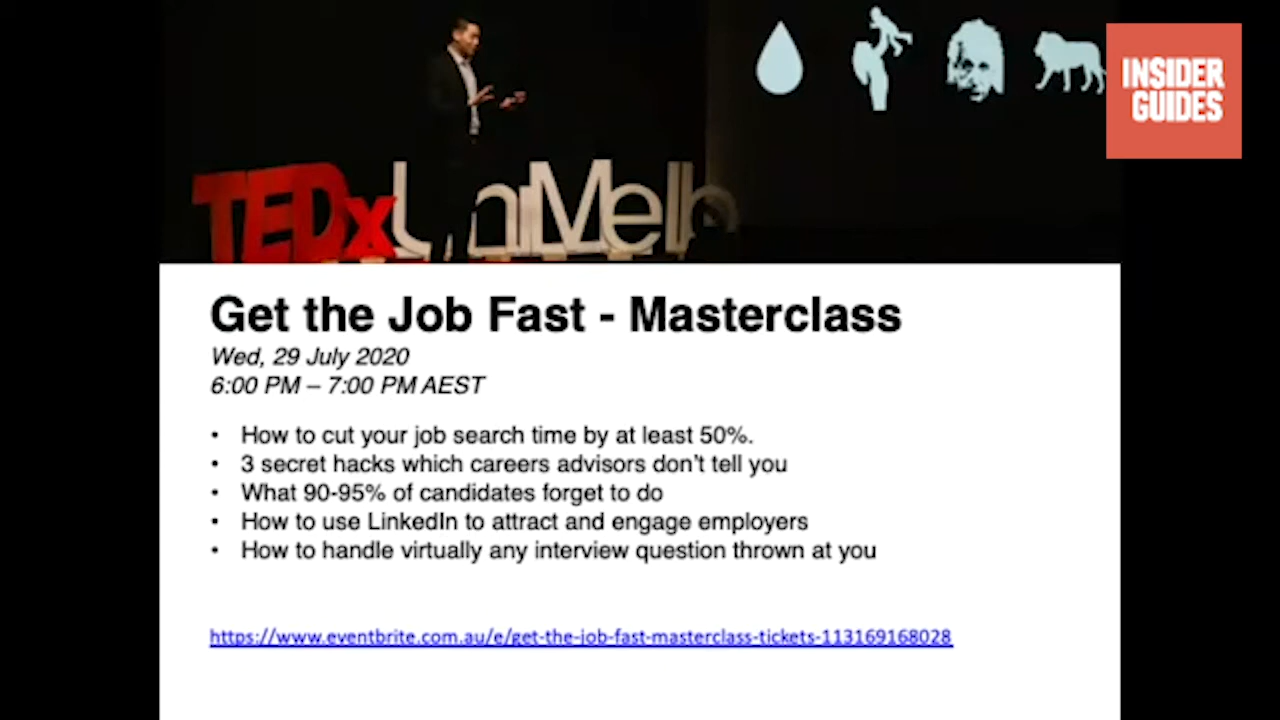 INSIDER
GUIDES
TEDxUniMelb
Get the Job Fast - Masterclass
Wed, 29 July 2020
6:00 PM – 7:00 PM AEST
• How to cut your job search time by at least 50%.
• 3 secret hacks which careers advisors don't tell you
• What 90-95% of candidates forget to do
• How to use LinkedIn to attract and engage employers
• How to handle virtually any interview question thrown at you
https://www.eventbrite.com.au/e/get-the-job-fast-masterclass-tickets-113169168028